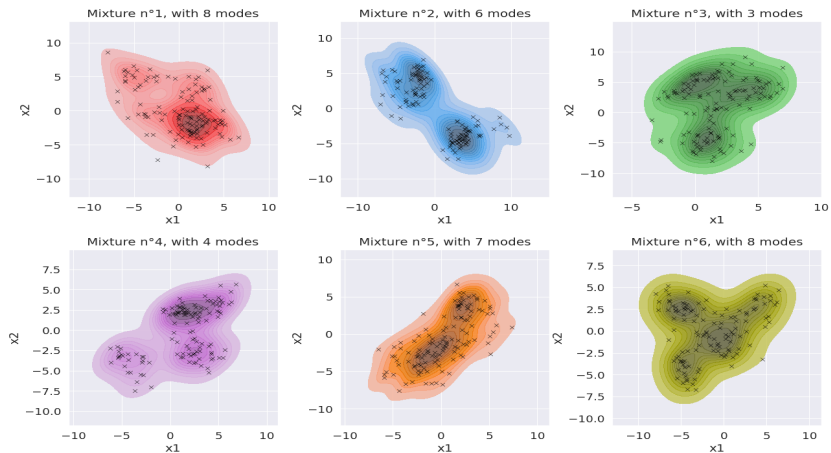 Mixture n°1, with 8 modes
Mixture n°2, with 6 modes
Mixture n°3, with 3 modes
10
5
0
−5
−10
x2
−10 −5 0 5 10
x1
10
5
0
−5
−10
x2
−10 −5 0 5 10
x1
10
5
0
−5
−10
x2
−5 0 5 10
x1
Mixture n°4, with 4 modes
Mixture n°5, with 7 modes
Mixture n°6, with 8 modes
7.5
5.0
2.5
0.0
−2.5
−5.0
−7.5
−10.0
x2
−10 −5 0 5 10
x1
10
5
0
−5
−10
x2
−10 −5 0 5 10
x1
7.5
5.0
2.5
0.0
−2.5
−5.0
−7.5
−10.0
x2
−10 −5 0 5 10
x1